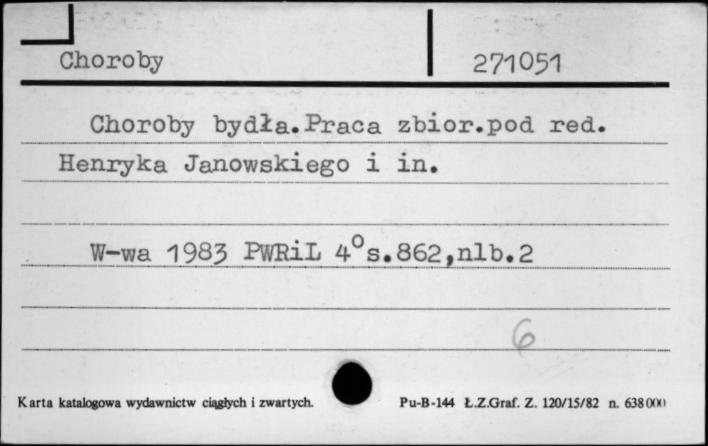 Choroby 271051
Choroby bydła.Praca zbior.pod red.
Henryka Janowskiego i in.
W-wa 1983 PWRiL 4°s.862,nlb.2
6
Karta katalogowa wydawnictw ciągłych i zwartych. Pu-B-144 Ł.Z.Graf. Z. 120/15/82 n. 638000